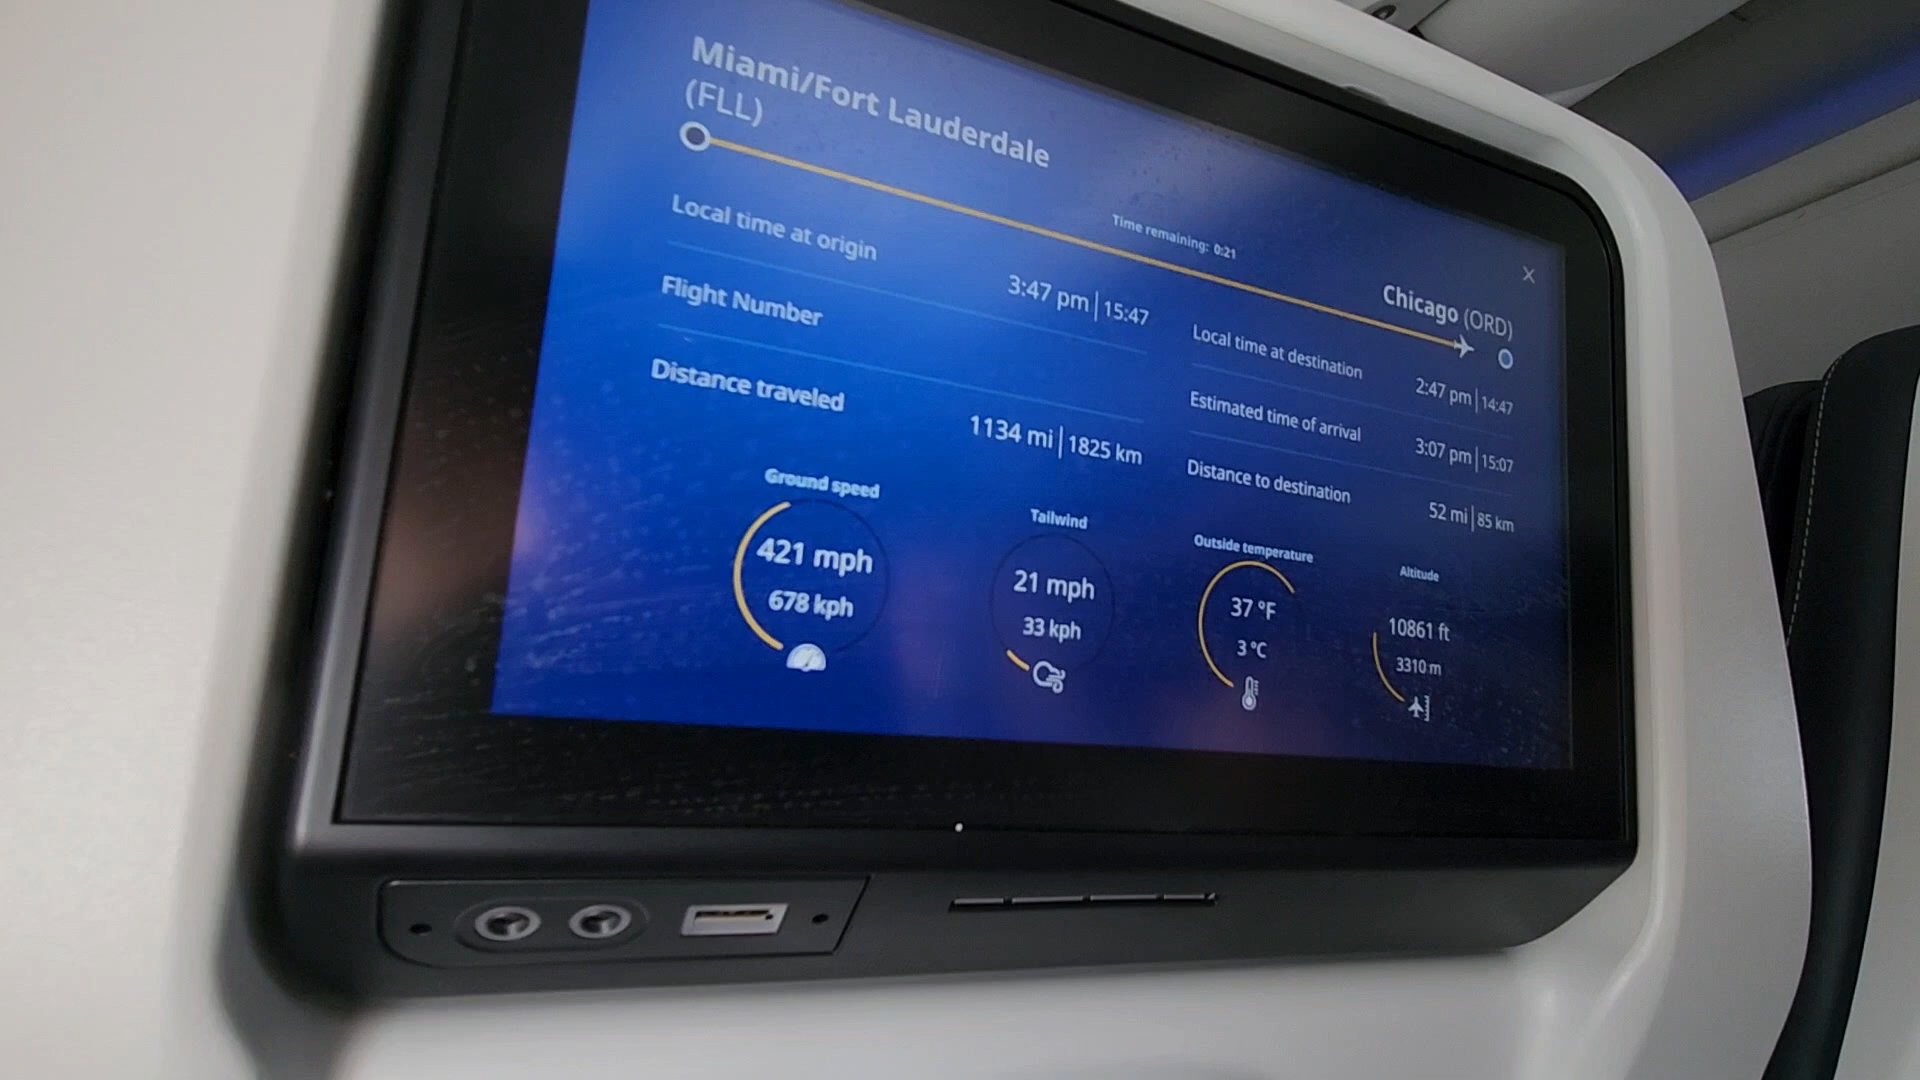 Miami/Fort Lauderdale
(FLL)
Time remaining: 0:21
Chicago (ORD)
Local time at origin
3:47 pm | 15:47
Flight Number
Distance traveled
1134 mi | 1825 km
Local time at destination
2:47 pm | 14:47
Estimated time of arrival
3:07 pm | 15:07
Distance to destination
52 mi | 85 km
Ground speed
421 mph
678 kph
Tailwind
21 mph
33 kph
Outside temperature
37 °F
3 °C
Altitude
10861 ft
3310 m